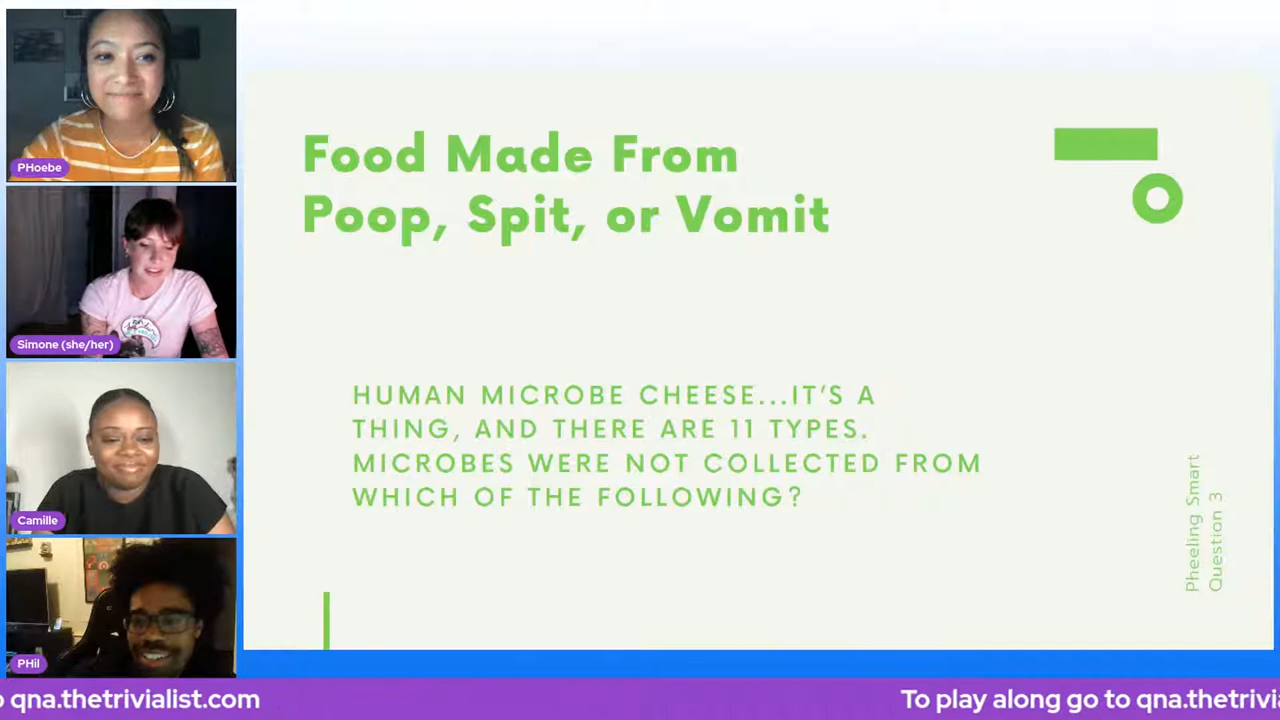 PHoebe
Simone (she/her)
Camille
PHil
Food Made From
Poop, Spit, or Vomit
HUMAN MICROBE CHEESE...IT'S A
THING, AND THERE ARE 11 TYPES.
MICROBES WERE NOT COLLECTED FROM
WHICH OF THE FOLLOWING?
Pheeling Smart
Question 3
o qna.thetrivialist.com
To play along go to qna.thetrivi